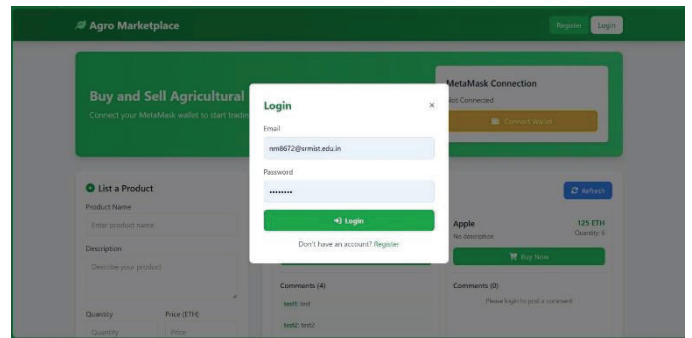 Agro Marketplace
Register
Login
Buy and Sell Agricultural
Connect your MetaMask wallet to start
MetaMask Connection
Not Connected
Connect Wallet
Login
×
Email
nm8672@srmist.edu.in
Password
••••••••
Login
Don't have an account? Register
List a Product
Product Name
Enter product name
Description
Describe your product
Quantity
Price (ETH)
Quantity
Price
Refresh
Comments (4)
test1: test
test2: test2
Apple
125 ETH
No description
Quantity: 6
Buy Now
Comments (0)
Please login to post a comment